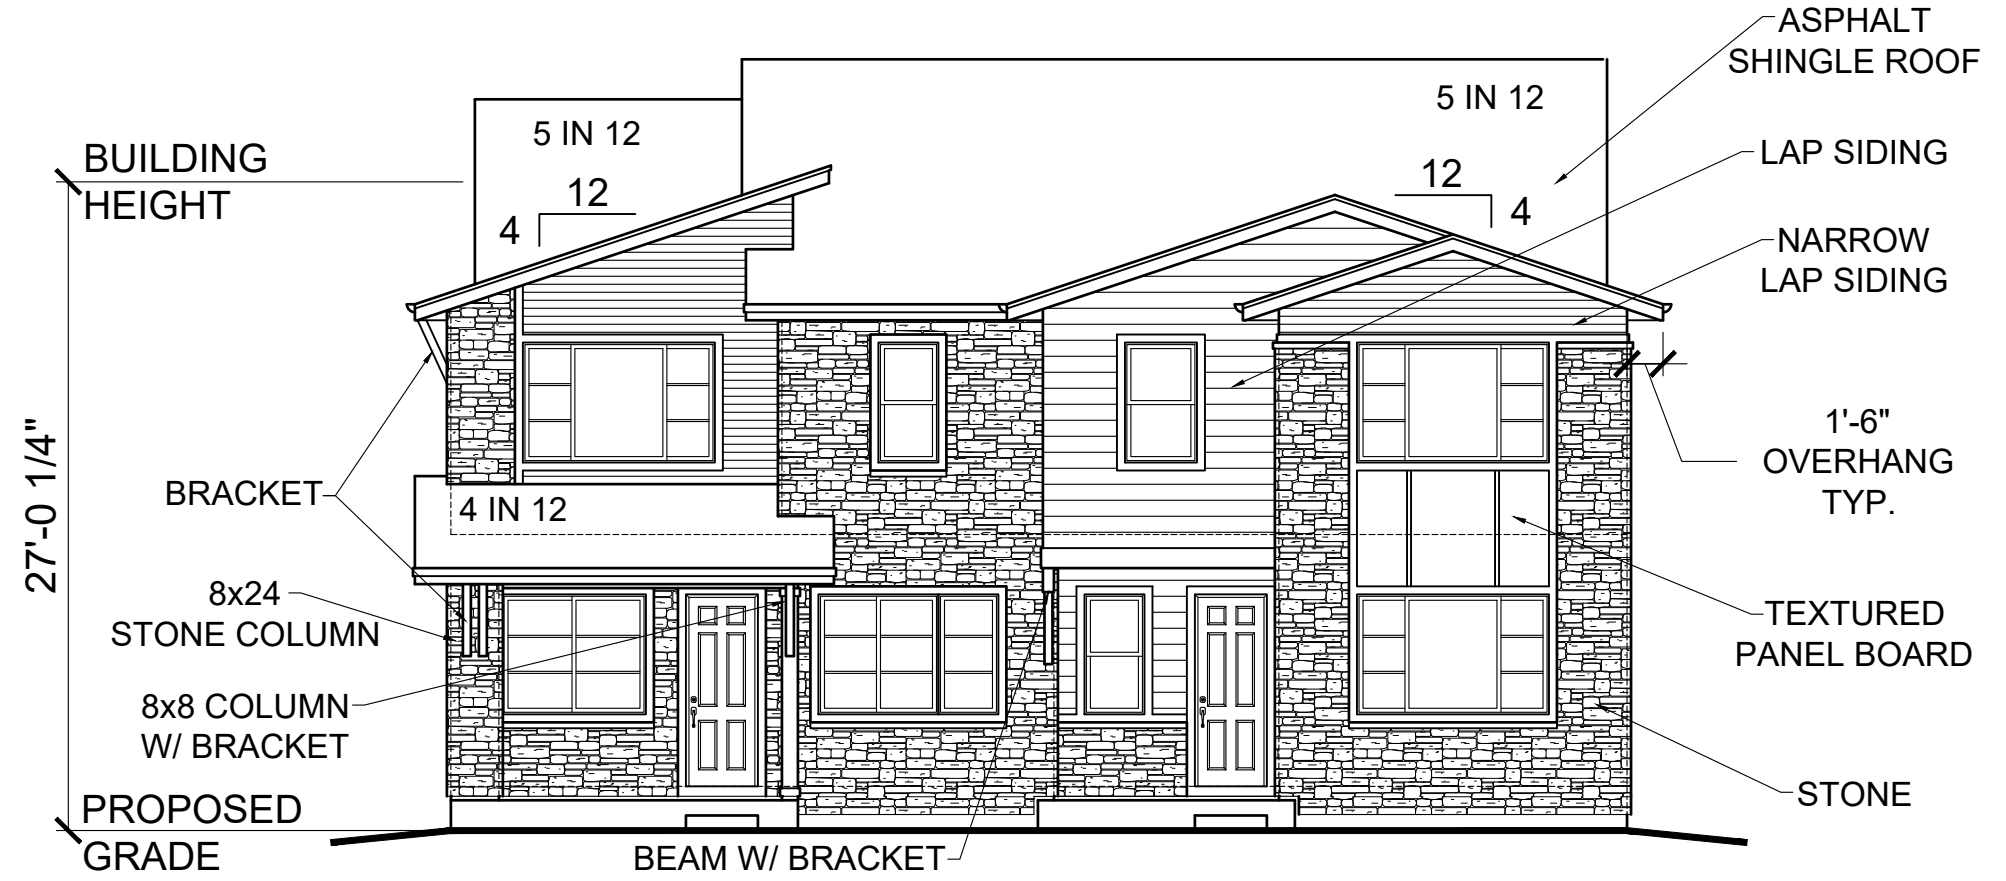 ASPHALT
SHINGLE ROOF
5 IN 12
5 IN 12
BUILDING
HEIGHT
12
4
12
4
LAP SIDING
NARROW
LAP SIDING
1'-6"
OVERHANG
TYP.
27'-0 1/4"
BRACKET
4 IN 12
8x24
STONE COLUMN
8x8 COLUMN
W/ BRACKET
TEXTURED
PANEL BOARD
STONE
PROPOSED
GRADE
BEAM W/ BRACKET